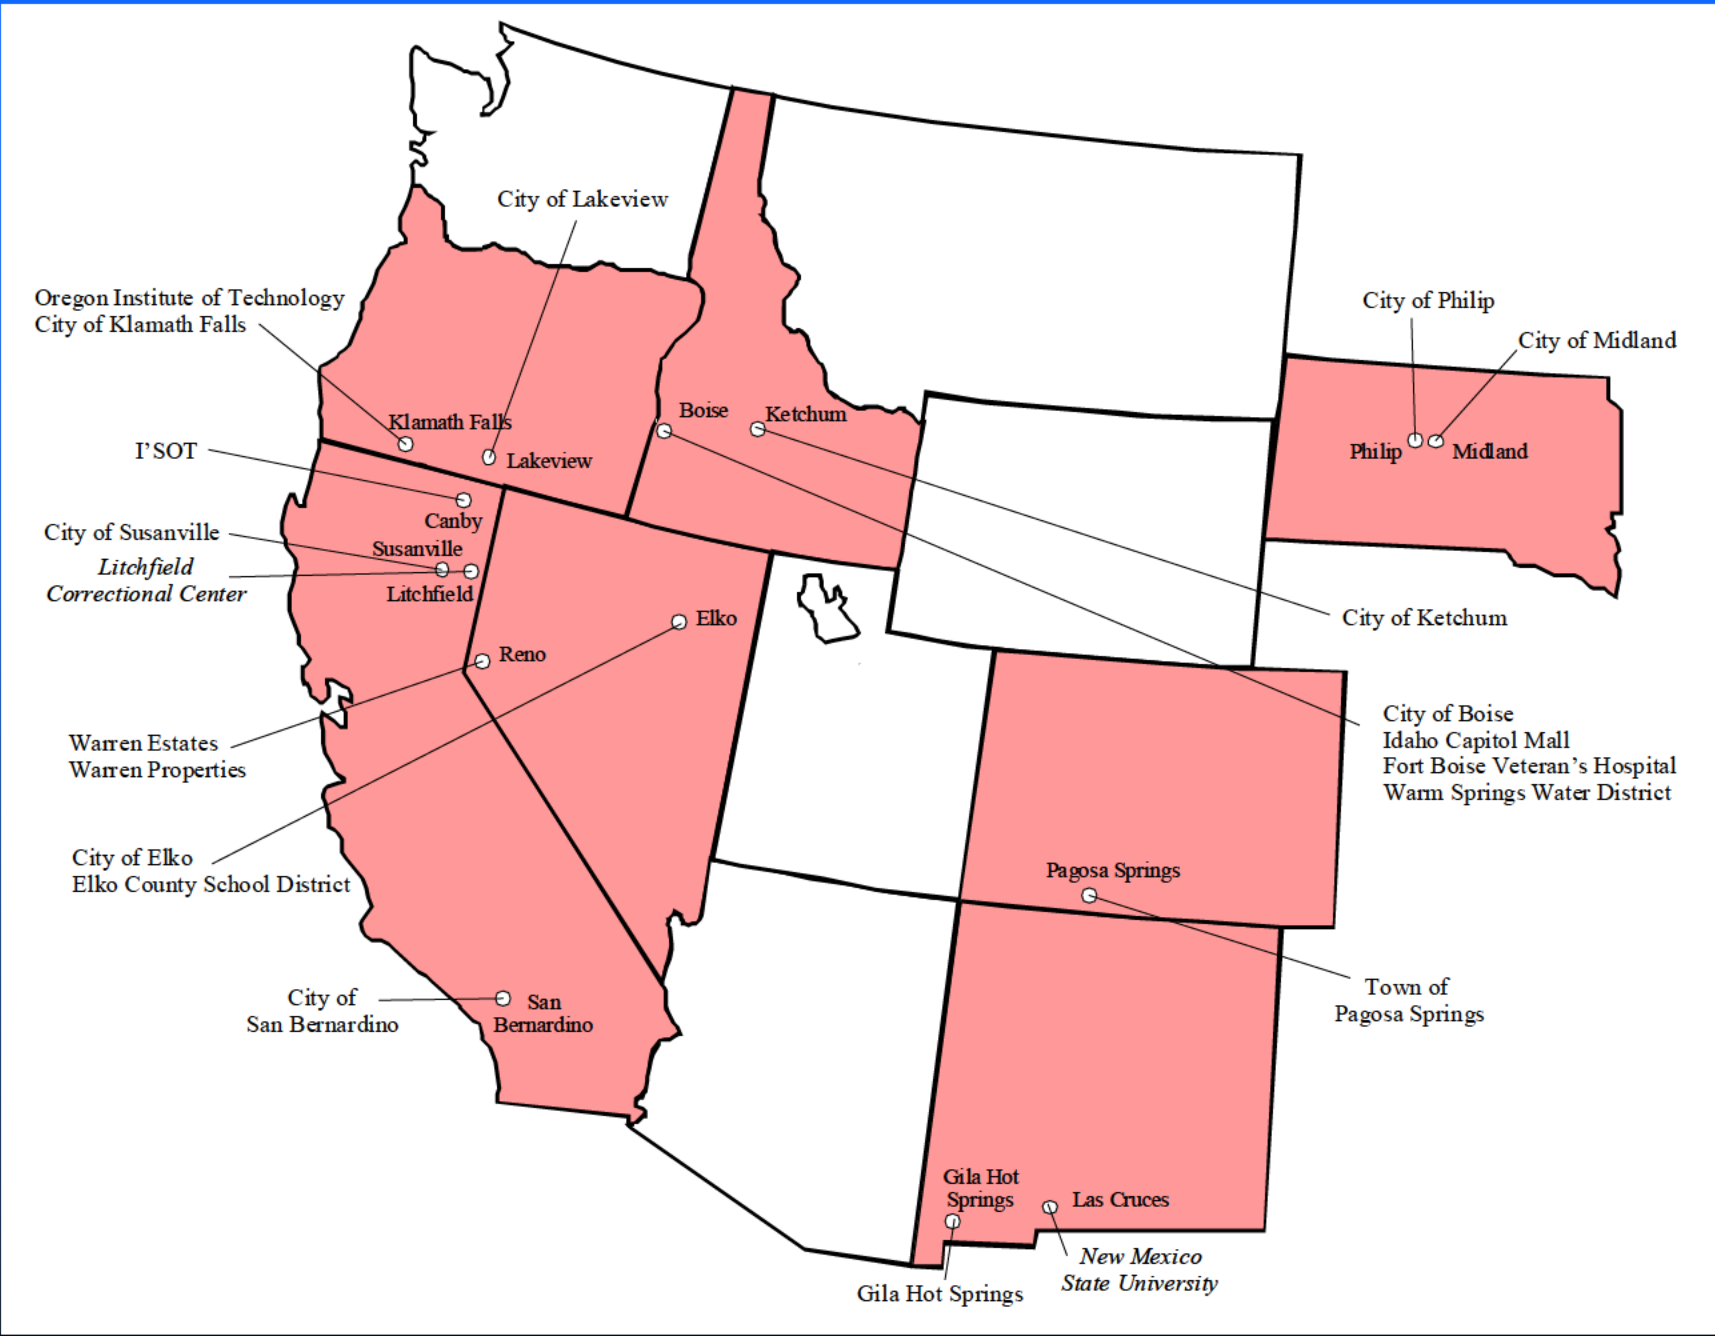 City of Lakeview
Oregon Institute of Technology
City of Klamath Falls
City of Philip
City of Midland
Klamath Falls
Boise
Ketchum
I’SOT
Lakeview
Philip
Midland
Canby
City of Susanville
Susanville
Litchfield
Correctional Center
Litchfield
Elko
City of Ketchum
Reno
Warren Estates
Warren Properties
City of Boise
Idaho Capitol Mall
Fort Boise Veteran’s Hospital
Warm Springs Water District
City of Elko
Elko County School District
Pagosa Springs
City of
San Bernardino
San
Bernardino
Town of
Pagosa Springs
Gila Hot
Springs
Las Cruces
New Mexico
State University
Gila Hot Springs